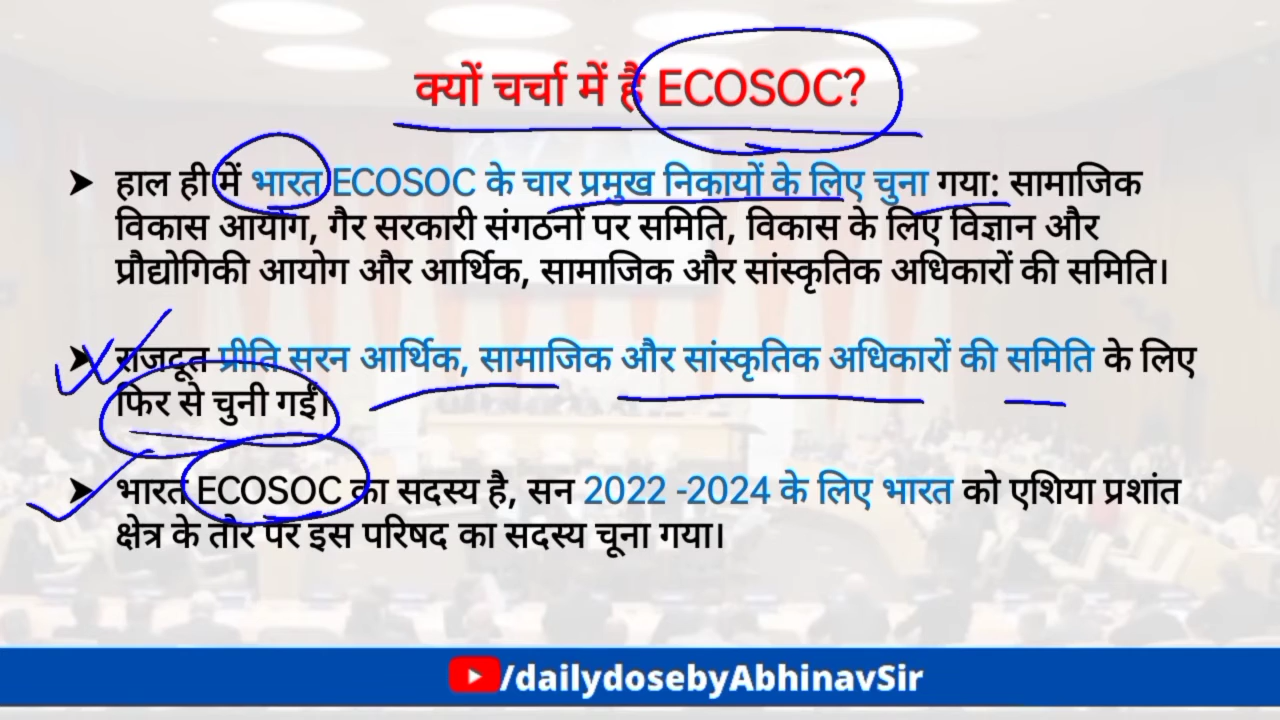 क्यों चर्चा में है ECOSOC?
➤ हाल ही में भारत ECOSOC के चार प्रमुख निकायों के लिए चुना गया: सामाजिक
विकास आयोग, गैर सरकारी संगठनों पर समिति, विकास के लिए विज्ञान और
प्रौद्योगिकी आयोग और आर्थिक, सामाजिक और सांस्कृतिक अधिकारों की समिति।
➤ राजदूत प्रीति सरन आर्थिक, सामाजिक और सांस्कृतिक अधिकारों की समिति के लिए
फिर से चुनी गईं।
➤ भारत ECOSOC का सदस्य है, सन 2022 -2024 के लिए भारत को एशिया प्रशांत
क्षेत्र के तौर पर इस परिषद का सदस्य चूना गया।
/dailydosebyAbhinavSir